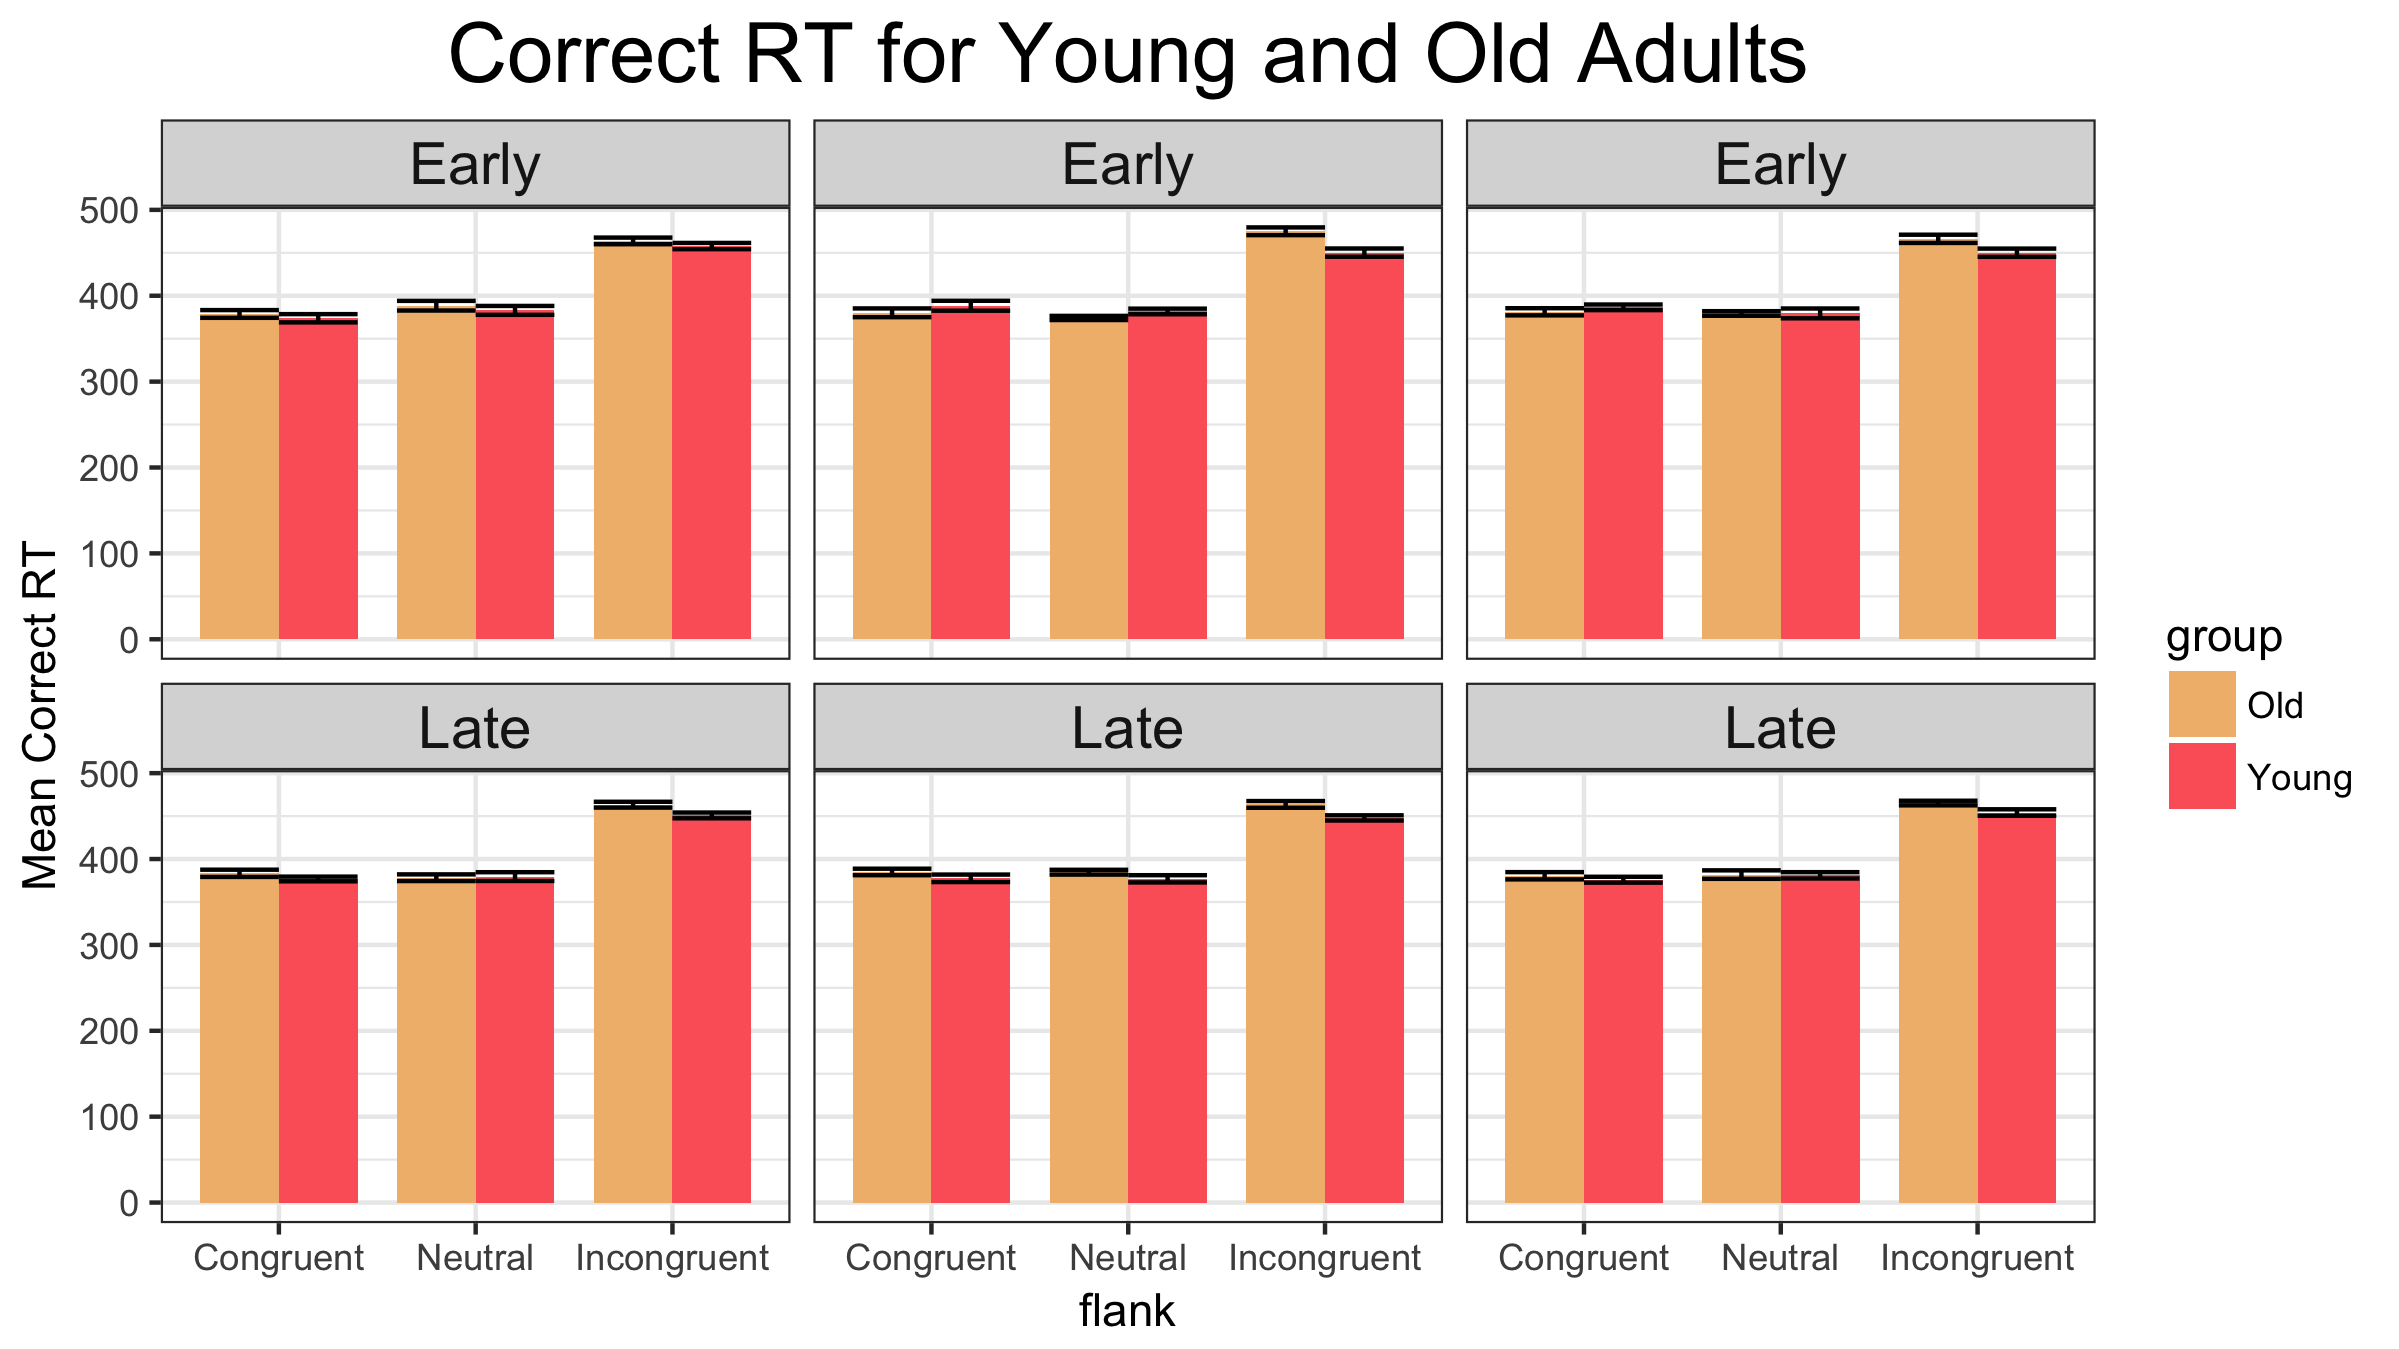 Correct RT for Young and Old Adults
Early
Early
Early
500
400
300
200
100
0
Late
Late
Late
500
400
300
200
100
0
Mean Correct RT
Congruent Neutral Incongruent
Congruent Neutral Incongruent
Congruent Neutral Incongruent
flank
group
Old
Young